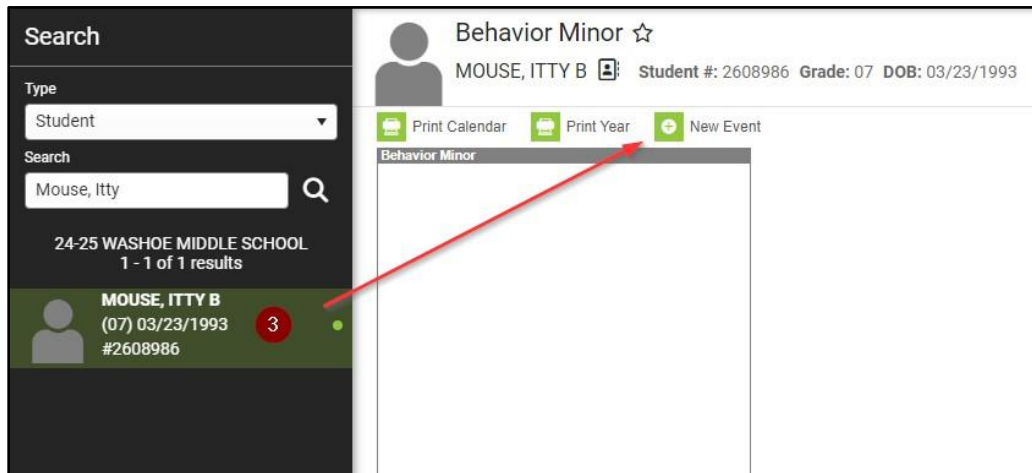 Search
Type
Student
Search
Mouse, Itty
24-25 WASHOE MIDDLE SCHOOL
1 - 1 of 1 results
MOUSE, ITTY B
(07) 03/23/1993
#2608986
3
Behavior Minor
MOUSE, ITTY B Student #: 2608986 Grade: 07 DOB: 03/23/1993
Print Calendar Print Year New Event
Behavior Minor